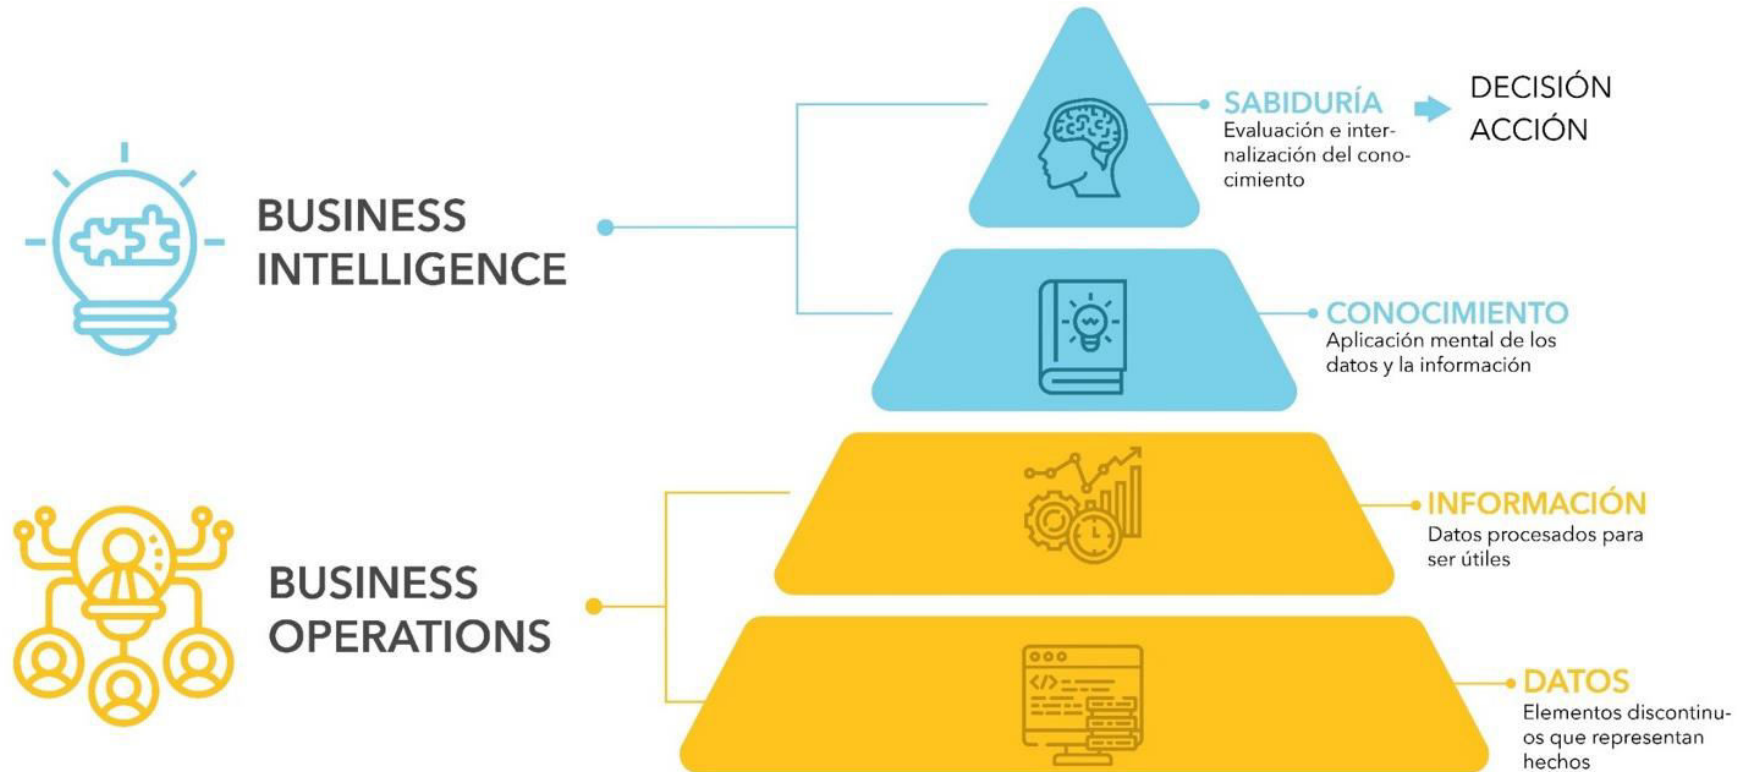 SABIDURÍA
Evaluación e inter-
nalización del cono-
cimiento
DECISIÓN
ACCIÓN
BUSINESS
INTELLIGENCE
CONOCIMIENTO
Aplicación mental de los
datos y la información
INFORMACIÓN
Datos procesados para
ser útiles
BUSINESS
OPERATIONS
</>
DATOS
Elementos discontinu-
os que representan
hechos